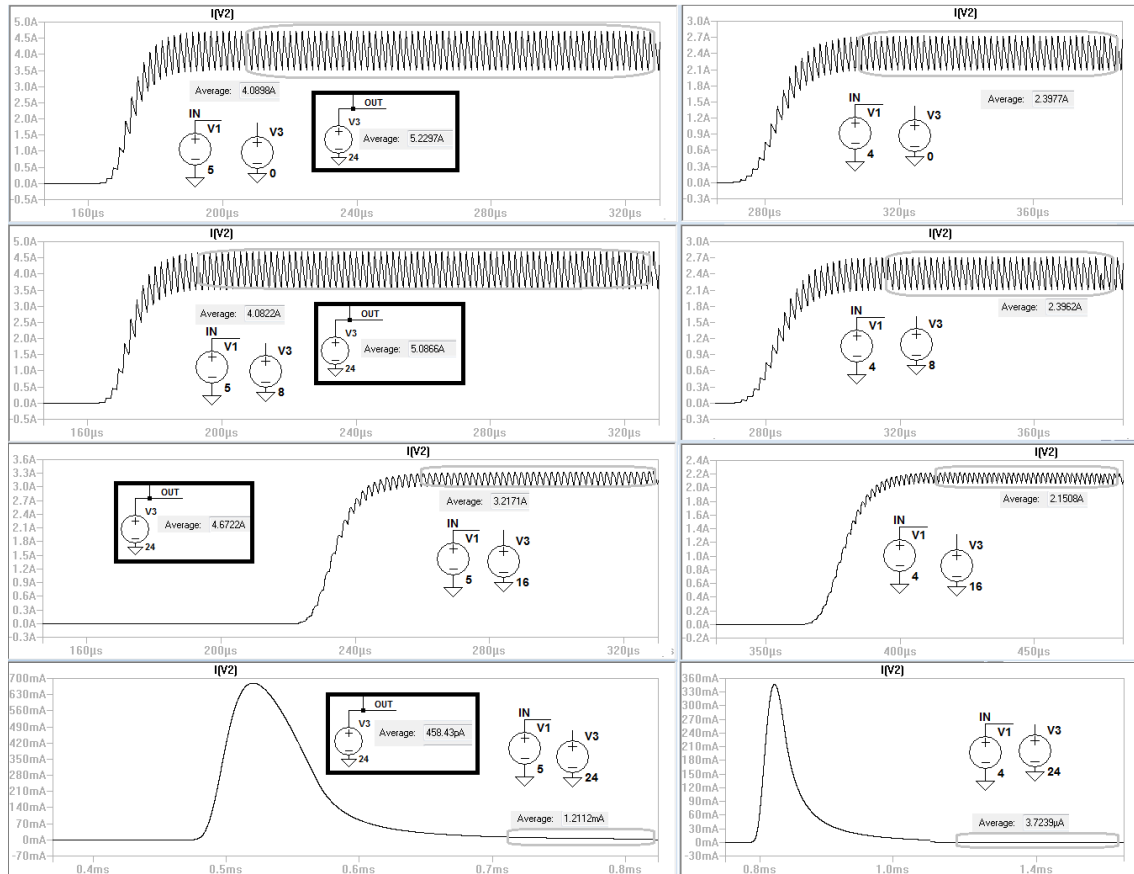 I(V2)
5.0A
4.5A
4.0A
3.5A
3.0A
2.5A
2.0A
1.5A
1.0A
0.5A
0.0A
0.5A
160µs 200µs 240µs 280µs 320µs
Average: 4.0898A
IN
V1
5
V3
0
OUT
V3
24
Average: 5.2297A
I(V2)
3.0A
2.7A
2.4A
2.1A
1.8A
1.5A
1.2A
0.9A
0.6A
0.3A
0.0A
0.3A
280µs 320µs 360µs
Average: 2.3977A
IN
V1
4
V3
0
I(V2)
5.0A
4.5A
4.0A
3.5A
3.0A
2.5A
2.0A
1.5A
1.0A
0.5A
0.0A
0.5A
160µs 200µs 240µs 280µs 320µs
Average: 4.0822A
IN
V1
5
V3
8
OUT
V3
24
Average: 5.0866A
I(V2)
3.0A
2.7A
2.4A
2.1A
1.8A
1.5A
1.2A
0.9A
0.6A
0.3A
0.0A
0.3A
280µs 320µs 360µs
Average: 2.3962A
IN
V1
4
V3
8
I(V2)
3.6A
3.3A
3.0A
2.7A
2.4A
2.1A
1.8A
1.5A
1.2A
0.9A
0.6A
0.3A
0.0A
0.3A
160µs 200µs 240µs 280µs 320µs
OUT
V3
24
Average: 4.6722A
Average: 3.2171A
IN
V1
5
V3
16
I(V2)
2.4A
2.2A
2.0A
1.8A
1.6A
1.4A
1.2A
1.0A
0.8A
0.6A
0.4A
0.2A
0.0A
0.2A
350µs 400µs 450µs
Average: 2.1508A
IN
V1
4
V3
16
I(V2)
700mA
630mA
560mA
490mA
420mA
350mA
280mA
210mA
140mA
70mA
0mA
-70mA
0.4ms 0.5ms 0.6ms 0.7ms 0.8ms
OUT
V3
24
Average: 458.43pA
IN
V1
5
V3
24
Average: 1.2112mA
I(V2)
360mA
330mA
300mA
270mA
240mA
210mA
180mA
150mA
120mA
90mA
60mA
30mA
0mA
-30mA
0.8ms 1.0ms 1.4ms
IN
V1
4
V3
24
Average: 3.7239µA